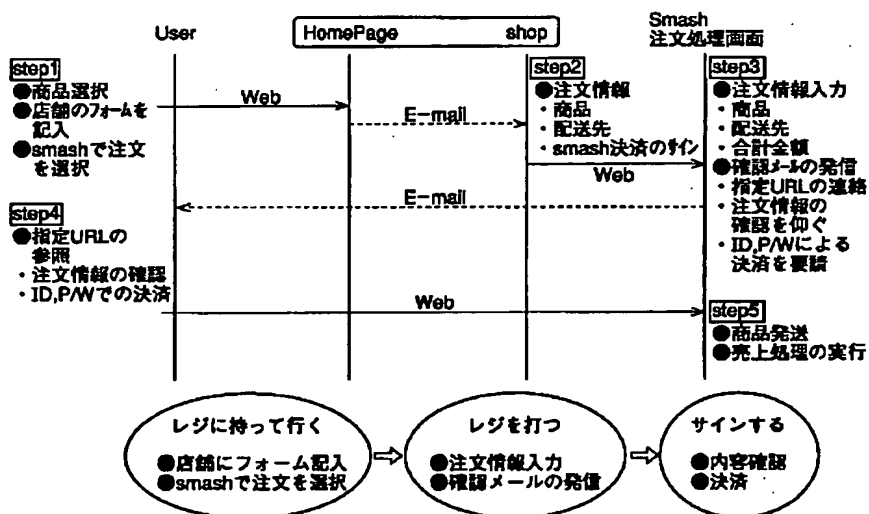 User
HomePage
shop
Smash
注文処理画面
step1
●商品選択
●店舗のフォームを
記入
●smashで注文
を選択
Web
E-mail
step2
●注文情報
・商品
・配送先
・smash決済のサイン
Web
step3
●注文情報入力
・商品
・配送先
・合計金額
●確認メールの発信
・指定URLの連絡
・注文情報の
確認を仰ぐ
・ID,P/Wによる
決済を要請
E-mail
step4
●指定URLの
参照
・注文情報の確認
・ID,P/Wでの決済
Web
step5
●商品発送
●売上処理の実行
レジに持って行く
●店舗にフォーム記入
●smashで注文を選択
レジを打つ
●注文情報入力
●確認メールの発信
サインする
●内容確認
●決済